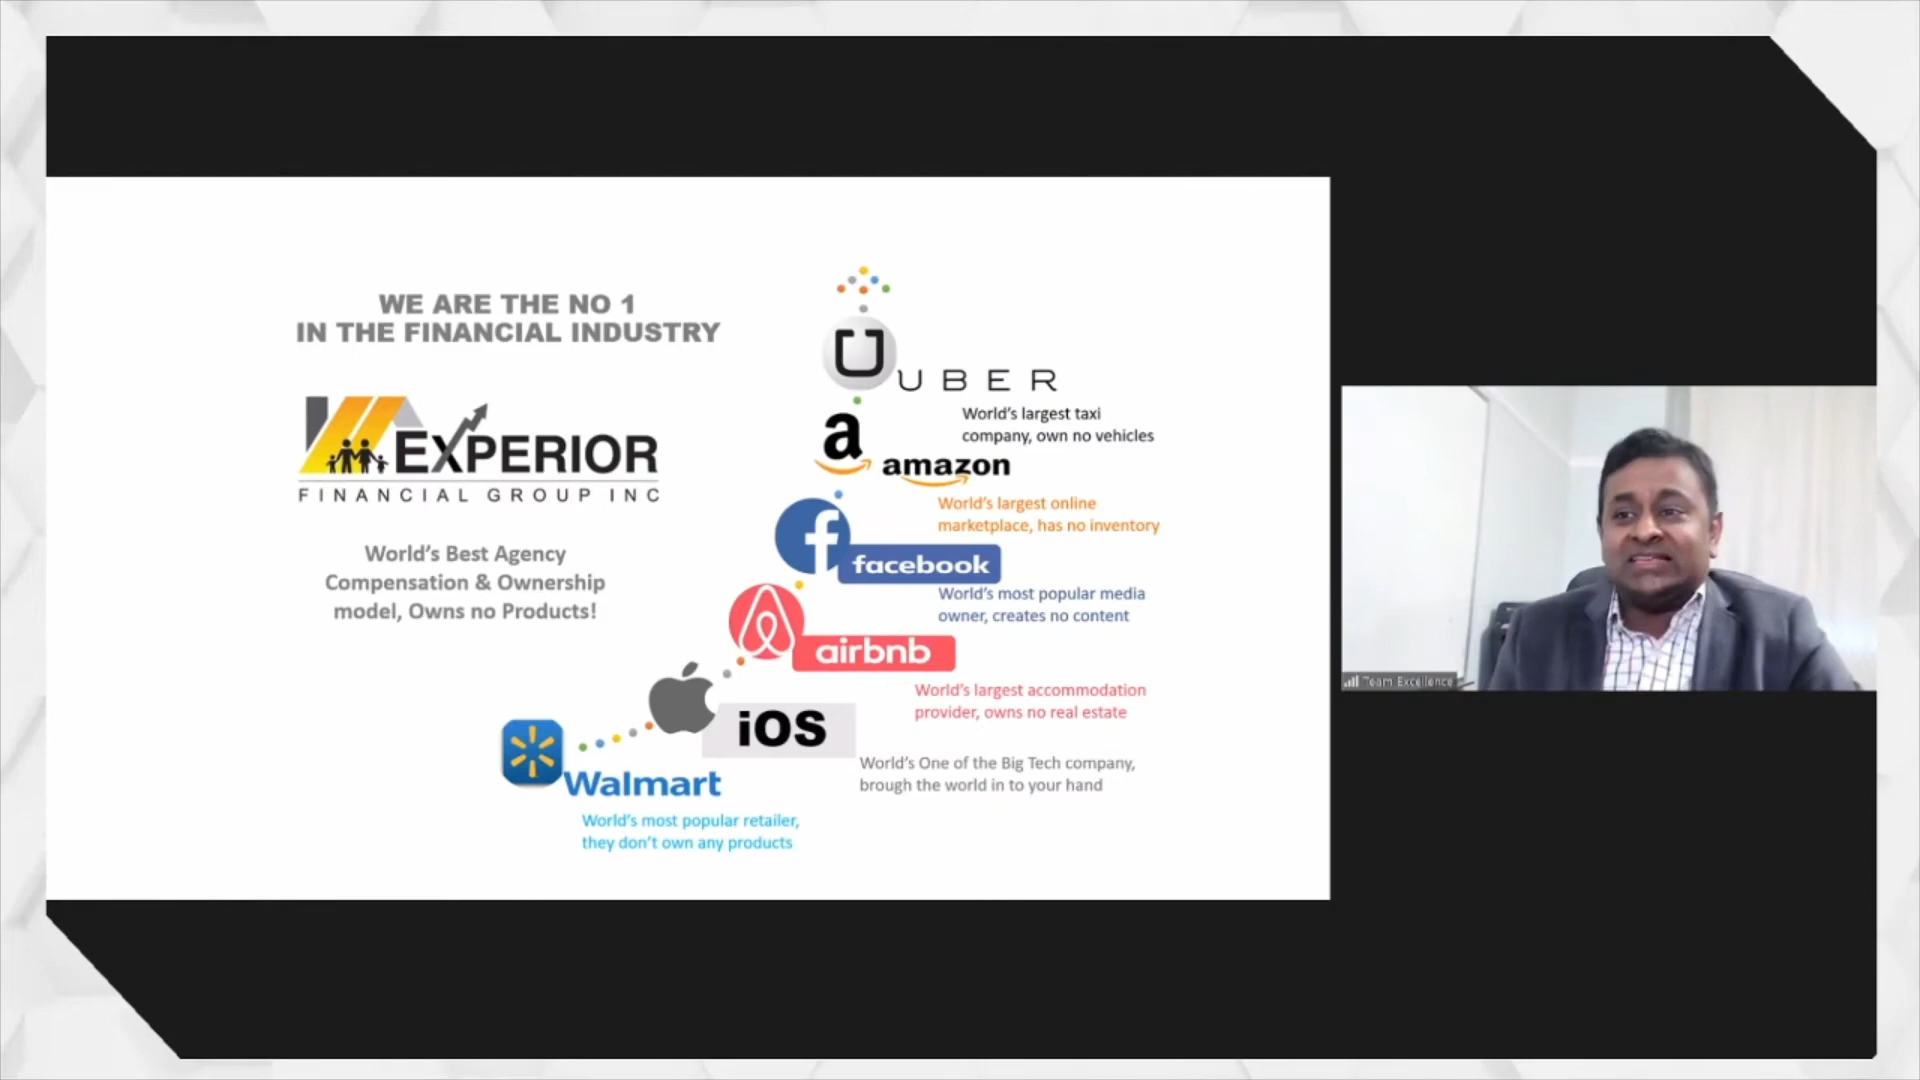 WE ARE THE NO 1
IN THE FINANCIAL INDUSTRY
EXPERIOR
FINANCIAL GROUP INC
World's Best Agency
Compensation & Ownership
model, Owns no Products!
UBER
World's largest taxi
company, own no vehicles
amazon
World's largest online
marketplace, has no inventory
facebook
World's most popular media
owner, creates no content
airbnb
World's largest accommodation
provider, owns no real estate
iOS
World's One of the Big Tech company,
brough the world in to your hand
Walmart
World's most popular retailer,
they don't own any products
Team Excellence